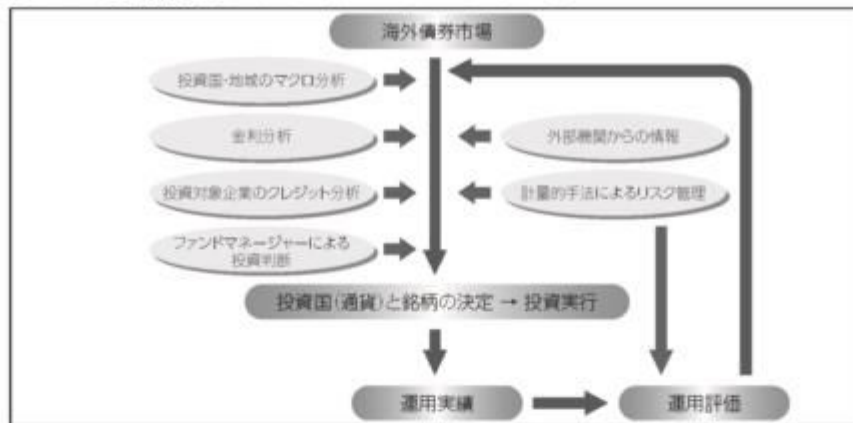 海外債券市場
投資国・地域のマクロ分析
金利分析
外部機関からの情報
投資対象企業のクレジット分析
計量的手法によるリスク管理
ファンドマネージャーによる
投資判断
投資国(通貨)と銘柄の決定 → 投資実行
運用実績
運用評価